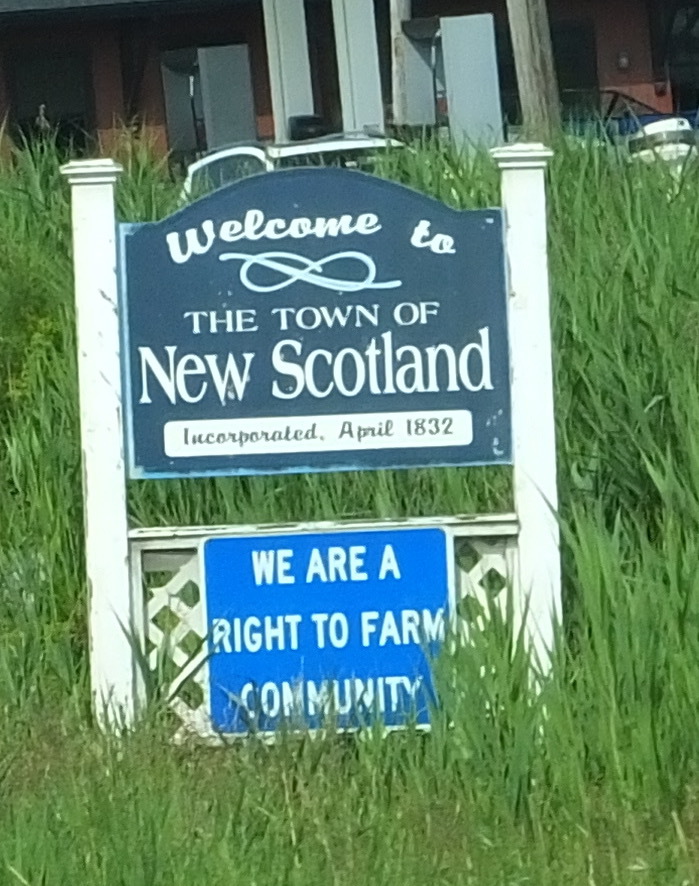 Welcome to
THE TOWN OF
New Scotland
Incorporated, April 1832
WE ARE A
RIGHT TO FARM
COMMUNITY